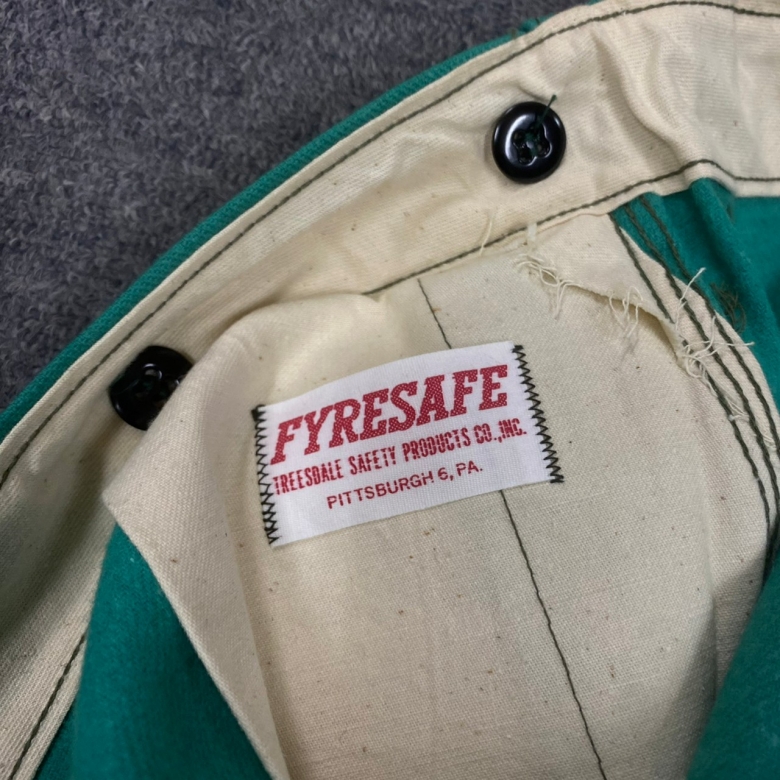 FYRESAFE
TREESDALE SAFETY PRODUCTS CO.,INC.
PITTSBURGH 6, PA.